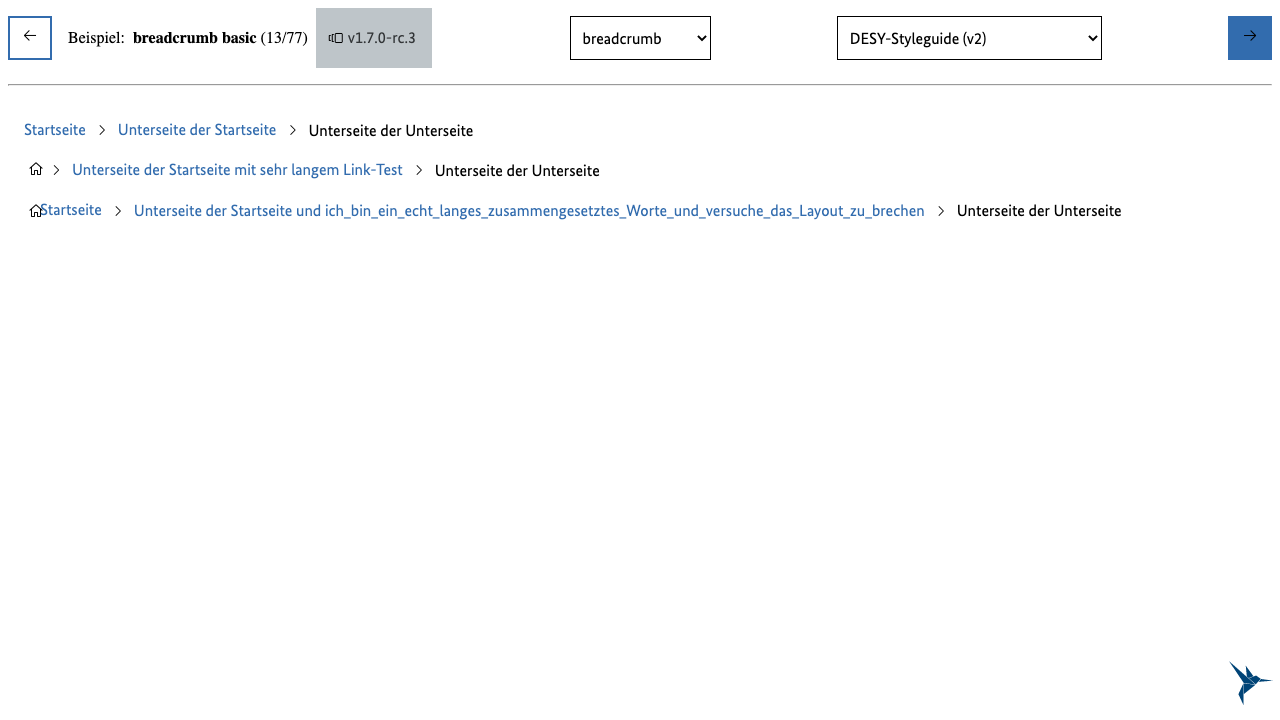 Beispiel: breadcrumb basic (13/77) v1.7.0-rc.3 breadcrumb DESY-Styleguide (v2)
Startseite Unterseite der Startseite Unterseite der Unterseite
Unterseite der Startseite mit sehr langem Link-Test Unterseite der Unterseite
Startseite Unterseite der Startseite und ich_bin_ein_echt_langes_zusammengesetztes_Worte_und_versuche_das_Layout_zu_brechen Unterseite der Unterseite